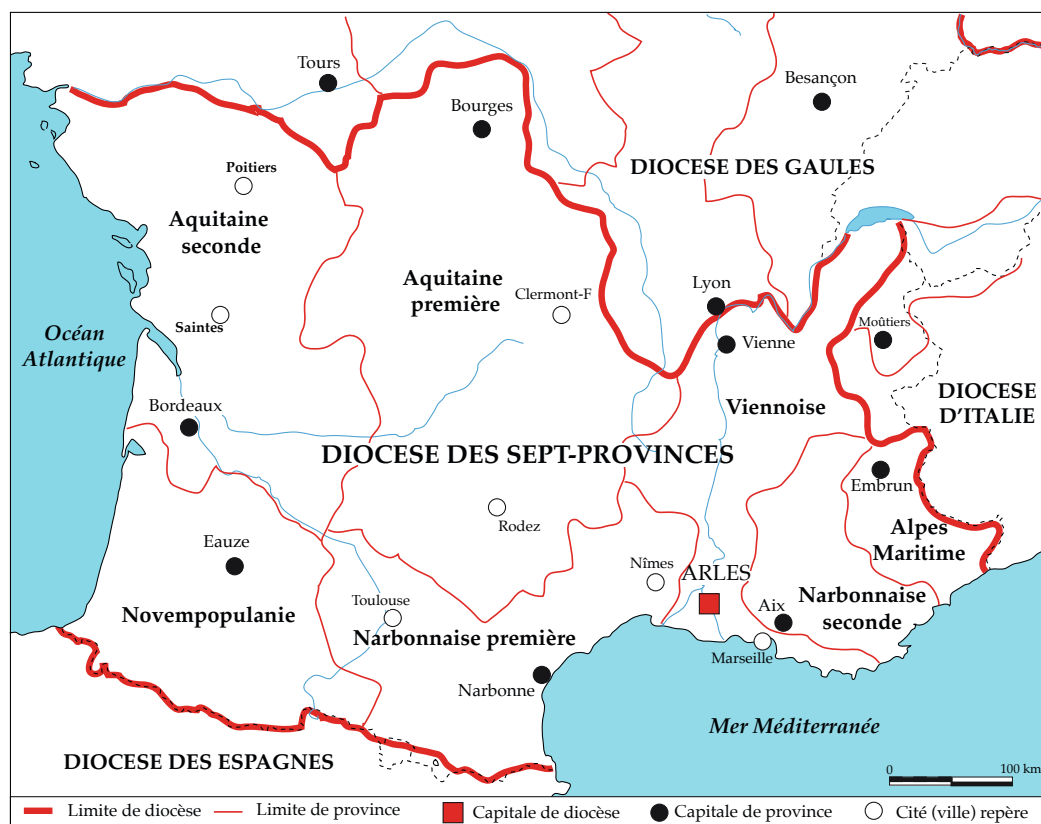 Tours
Besançon
Bourges
DIOCESE DES GAULES
Poitiers
Aquitaine
seconde
Aquitaine
première
Clermont-F
Lyon
Saintes
Océan
Atlantique
Moûtiers
Vienne
DIOCESE
D'ITALIE
Viennoise
Bordeaux
DIOCESE DES SEPT-PROVINCES
Embrun
Rodez
Alpes
Maritime
Eauze
Nîmes
ARLES
Toulouse
Aix
Narbonnaise
seconde
Novempopulanie
Narbonnaise première
Marseille
Narbonne
Mer Méditerranée
DIOCESE DES ESPAGNES
0 100 km
Limite de diocèse
Limite de province
Capitale de diocèse
Capitale de province
Cité (ville) repère